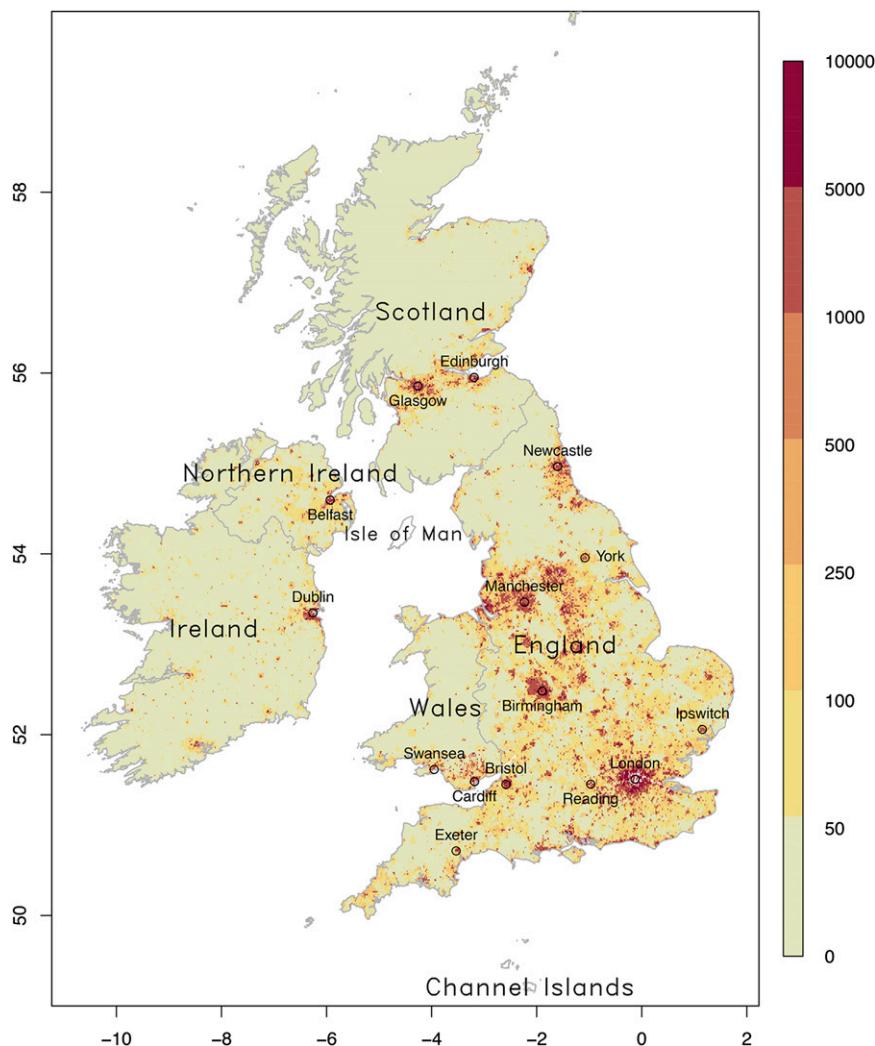 10000
58
5000
Scotland
1000
Edinburgh
56
Glasgow
500
Newcastle
Northern Ireland
Belfast
Isle of Man
54
York
250
Manchester
Dublin
Ireland
England
100
Birmingham
Wales
Ipswitch
52
Swansea
Bristol
London
Cardiff
Reading
50
Exeter
50
0
Channel Islands
−10 −8 −6 −4 −2 0 2